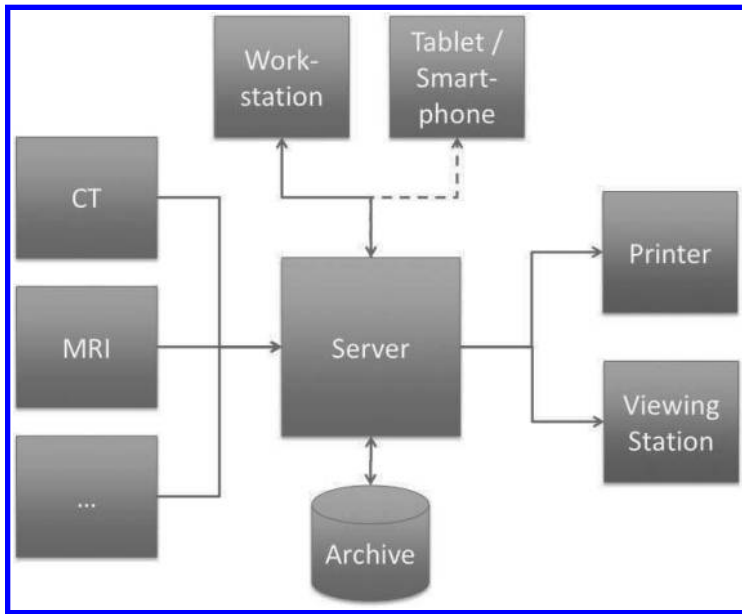 Work-
station
Tablet /
Smart-
phone
CT
MRI
...
Server
Printer
Viewing
Station
Archive